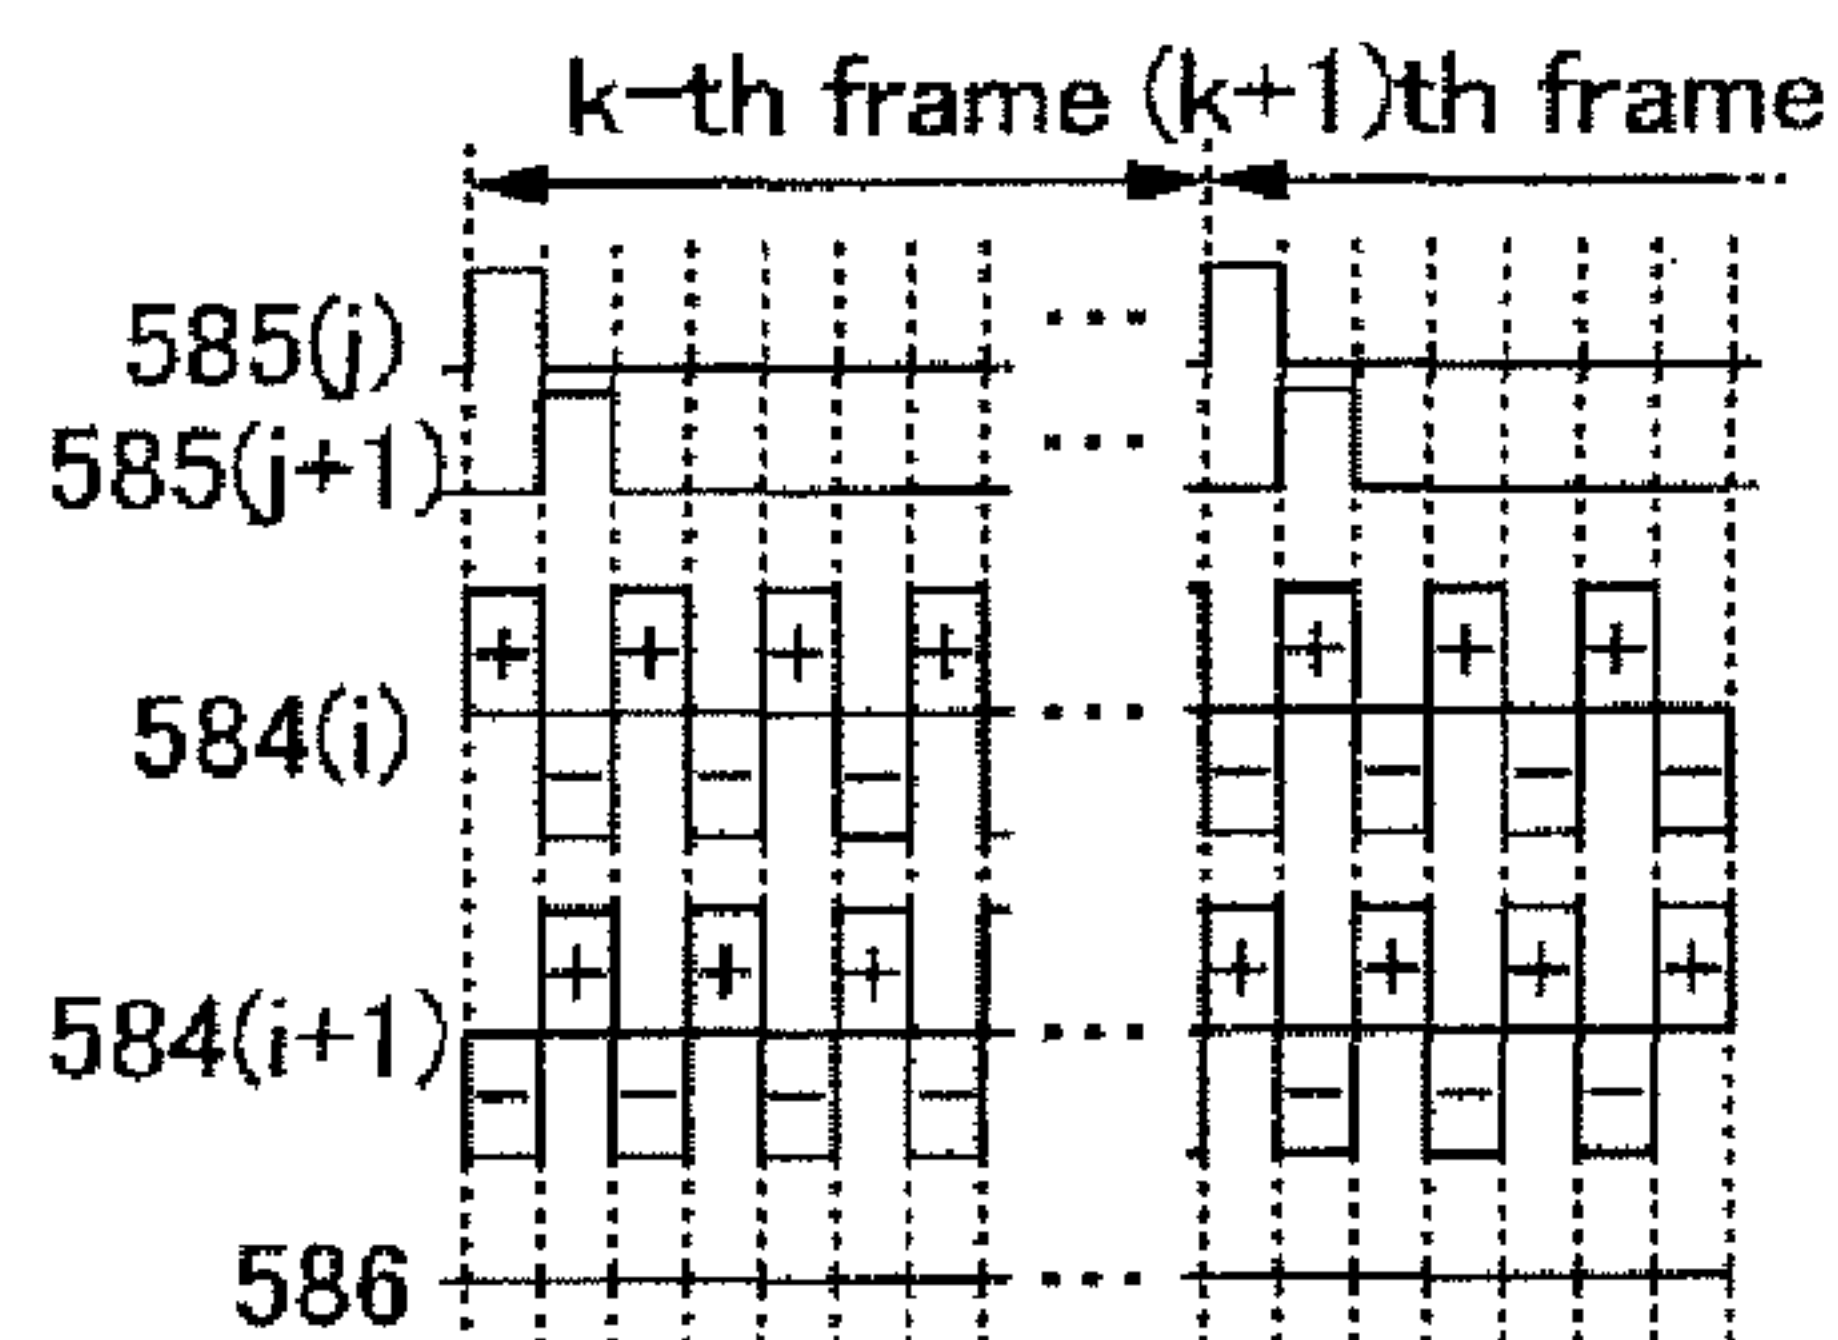 k-th frame (k+1)th frame
585(j)
585(j+1)
+ + + + + + +
584(i)
- - - - - - -
+ + + + + + +
584(i+1)
- - - - - - -
586